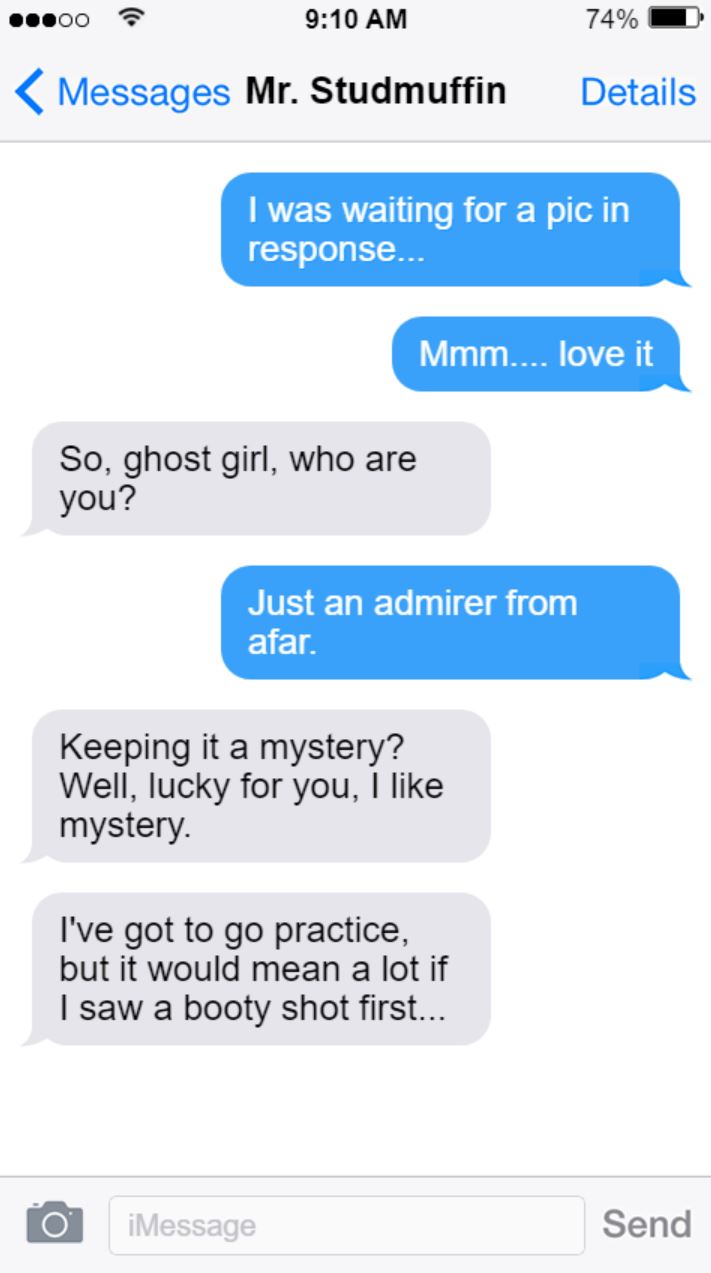 9:10 AM 74%
Messages Mr. Studmuffin Details
I was waiting for a pic in
response...
Mmm.... love it
So, ghost girl, who are
you?
Just an admirer from
afar.
Keeping it a mystery?
Well, lucky for you, I like
mystery.
I've got to go practice,
but it would mean a lot if
I saw a booty shot first...
iMessage Send